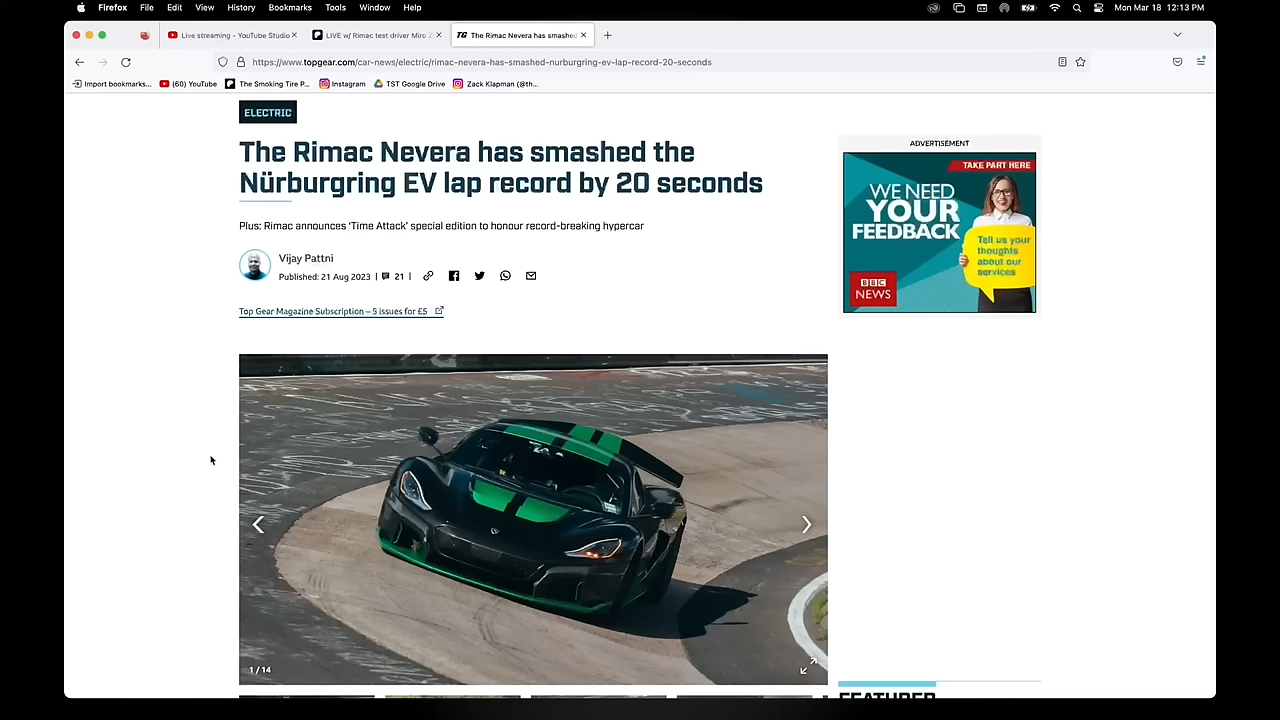 Firefox File Edit View History Bookmarks Tools Window Help
Mon Mar 18 12:13 PM
Live streaming - YouTube Studio
LIVE w/ Rimac test driver Miro Z
The Rimac Nevera has smashed
https://www.topgear.com/car-news/electric/rimac-nevera-has-smashed-nurburgring-ev-lap-record-20-seconds
Import bookmarks...
(60) YouTube
The Smoking Tire P...
Instagram
TST Google Drive
Zack Klapman (@th...
ELECTRIC
The Rimac Nevera has smashed the
Nürburgring EV lap record by 20 seconds
Plus: Rimac announces ‘Time Attack’ special edition to honour record-breaking hypercar
Vijay Pattni
Published: 21 Aug 2023 | 21 |
Top Gear Magazine Subscription – 5 issues for £5
1 / 14
ADVERTISEMENT
TAKE PART HERE
WE NEED
YOUR
FEEDBACK
Tell us your
thoughts
about our
services
BBC
NEWS
FEATURED